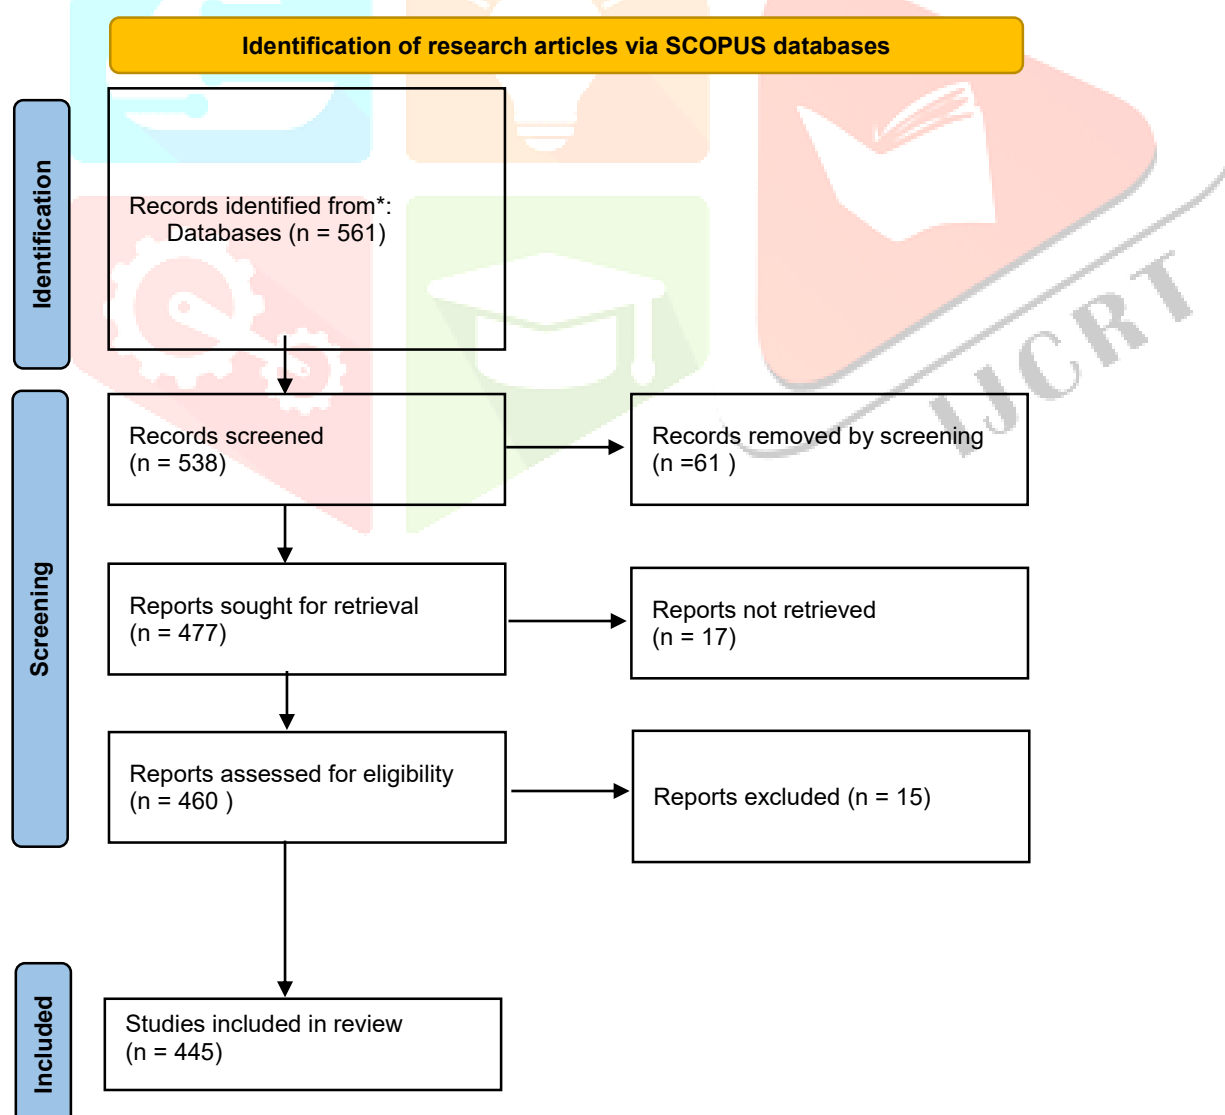 Identification of research articles via SCOPUS databases
Identification
Records identified from*:
Databases (n = 561)
IJCRT
Screening
Records screened
(n = 538)
Records removed by screening
(n =61 )
Reports sought for retrieval
(n = 477)
Reports not retrieved
(n = 17)
Reports assessed for eligibility
(n = 460 )
Reports excluded (n = 15)
Included
Studies included in review
(n = 445)